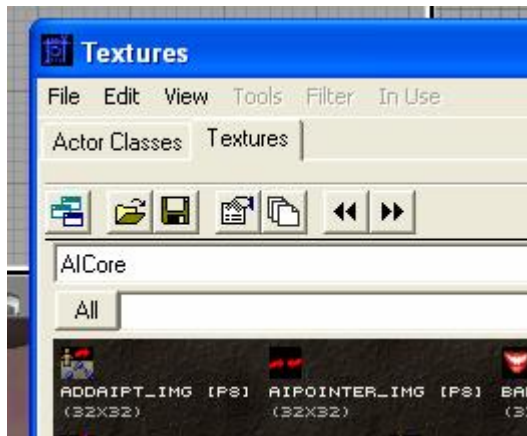 Textures
File Edit View Tools Filter In Use
Actor Classes Textures
AICore
All
ADDAIPT_IMG [P8] AIPOINTER_IMG [P8]
(32X32) (32X32)